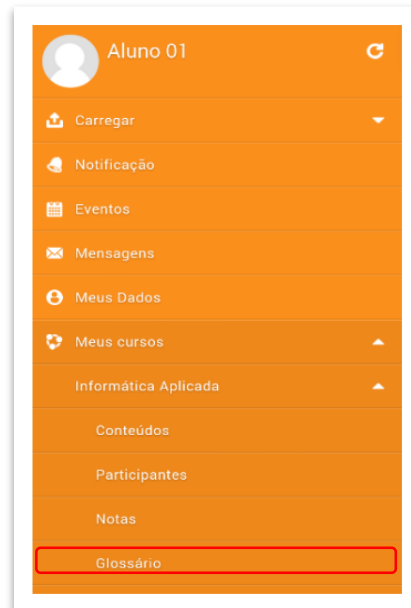 Aluno 01
Carregar
Notificação
Eventos
Mensagens
Meus Dados
Meus cursos
Informática Aplicada
Conteúdos
Participantes
Notas
Glossário